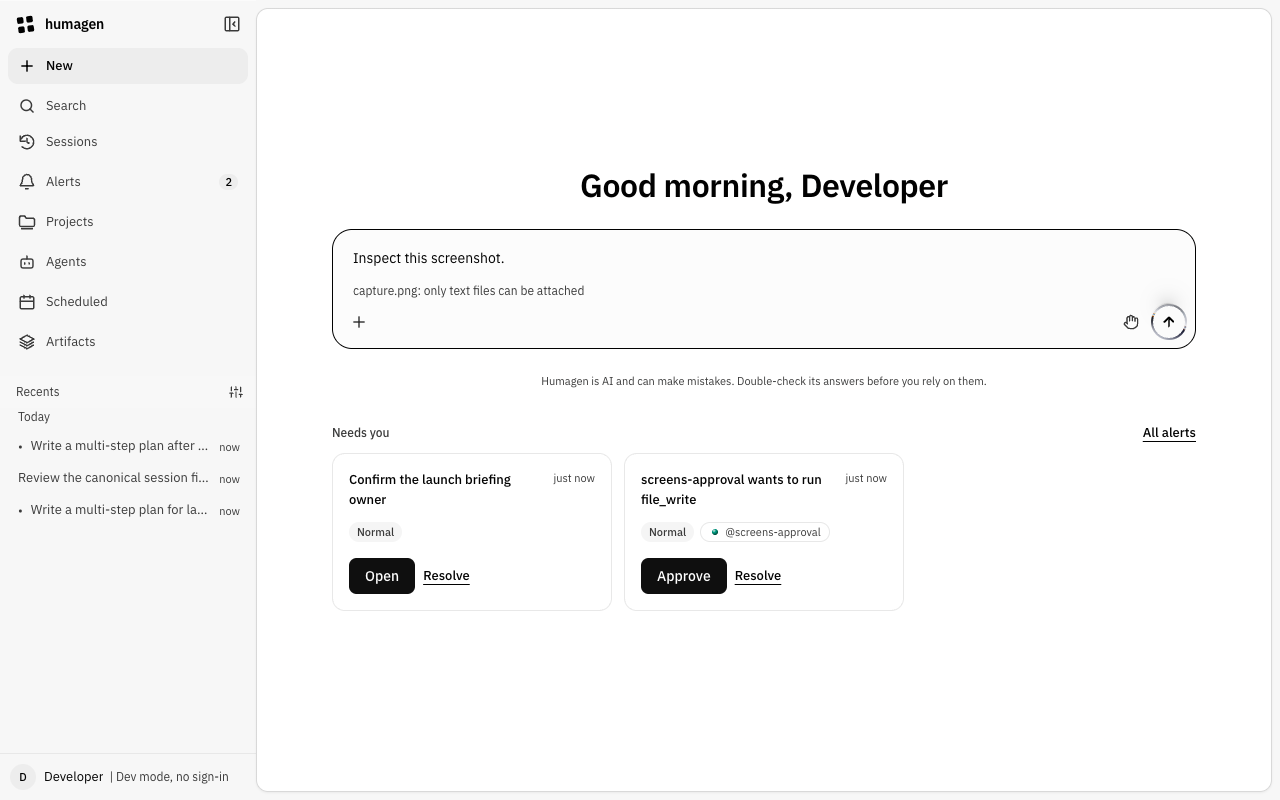 humagen
New
Search
Sessions
Alerts 2
Projects
Agents
Scheduled
Artifacts
Recents
Today
• Write a multi-step plan after ... now
Review the canonical session fi... now
• Write a multi-step plan for la... now
D Developer | Dev mode, no sign-in
Good morning, Developer
Inspect this screenshot.
capture.png: only text files can be attached
Humagen is AI and can make mistakes. Double-check its answers before you rely on them.
Needs you All alerts
Confirm the launch briefing just now
owner
Normal
Open Resolve
screens-approval wants to run just now
file_write
Normal @screens-approval
Approve Resolve